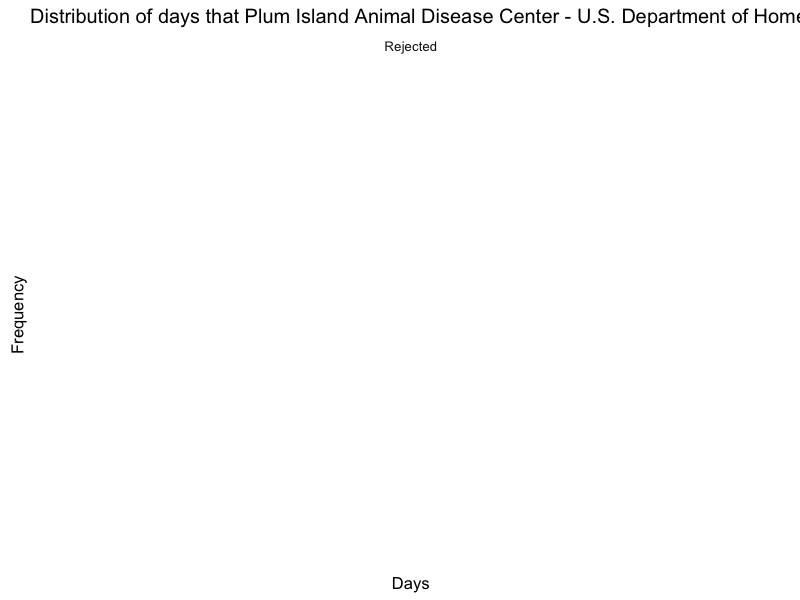 Distribution of days that Plum Island Animal Disease Center - U.S. Department of Home
Rejected
Frequency
Days